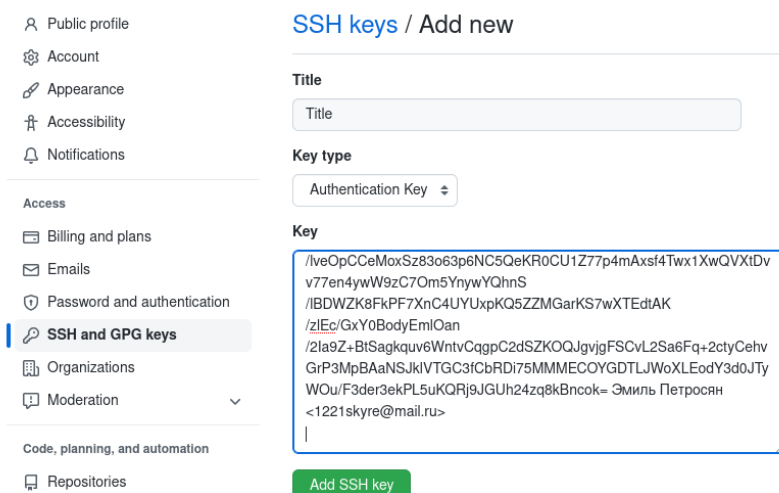 Public profile
Account
Appearance
Accessibility
Notifications
Access
Billing and plans
Emails
Password and authentication
SSH and GPG keys
Organizations
Moderation
Code, planning, and automation
Repositories
SSH keys / Add new
Title
Title
Key type
Authentication Key
Key
/lveOpCCeMoxSz83o63p6NC5QeKR0CU1Z77p4mAxsf4Twx1XwQVXtDv
v77en4ywW9zC7Om5YnywYQhnS
/lBDWZK8FkPF7XnC4UYUxpKQ5ZZMGarKS7wXTEdtAK
/zlEc/GxY0BodyEmlOan
/2Ia9Z+BtSagkquv6WntvCqgpC2dSZKOQJgvjgFSCvL2Sa6Fq+2ctyCehv
GrP3MpBAaNSJklVTGC3fCbRDi75MMMECOYGDTLJWoXLEodY3d0JTy
WOu/F3der3ekPL5uKQRj9JGUh24zq8kBncok= Эмиль Петросян
<1221skyre@mail.ru>
Add SSH key